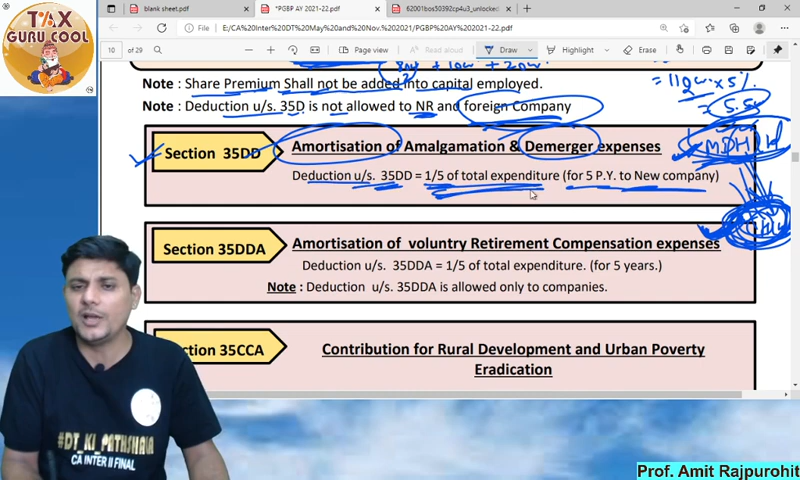 TAX
GURU COOL
blank sheet.pdf
*PGBP AY 2021-22.pdf
62001bos50392cp4u3_unlocked
E:/CA%20Inter%20DT%20May%20and%20Nov.%202021/PGBP%20AY%202021-22.pdf
10 of 29
Page view
Read aloud
Add text
Draw
Highlight
Erase
Note : Share Premium Shall not be added into capital employed.
Note : Deduction u/s. 35D is not allowed to NR and foreign Company
Section 35DD
Amortisation of Amalgamation & Demerger expenses
Deduction u/s. 35DD = 1/5 of total expenditure (for 5 P.Y. to New company)
Section 35DDA
Amortisation of voluntry Retirement Compensation expenses
Deduction u/s. 35DDA = 1/5 of total expenditure. (for 5 years.)
Note : Deduction u/s. 35DDA is allowed only to companies.
ction 35CCA
Contribution for Rural Development and Urban Poverty
Eradication
#DT_KI_PATHSHALA
CA INTER II FINAL
Prof. Amit Rajpurohit